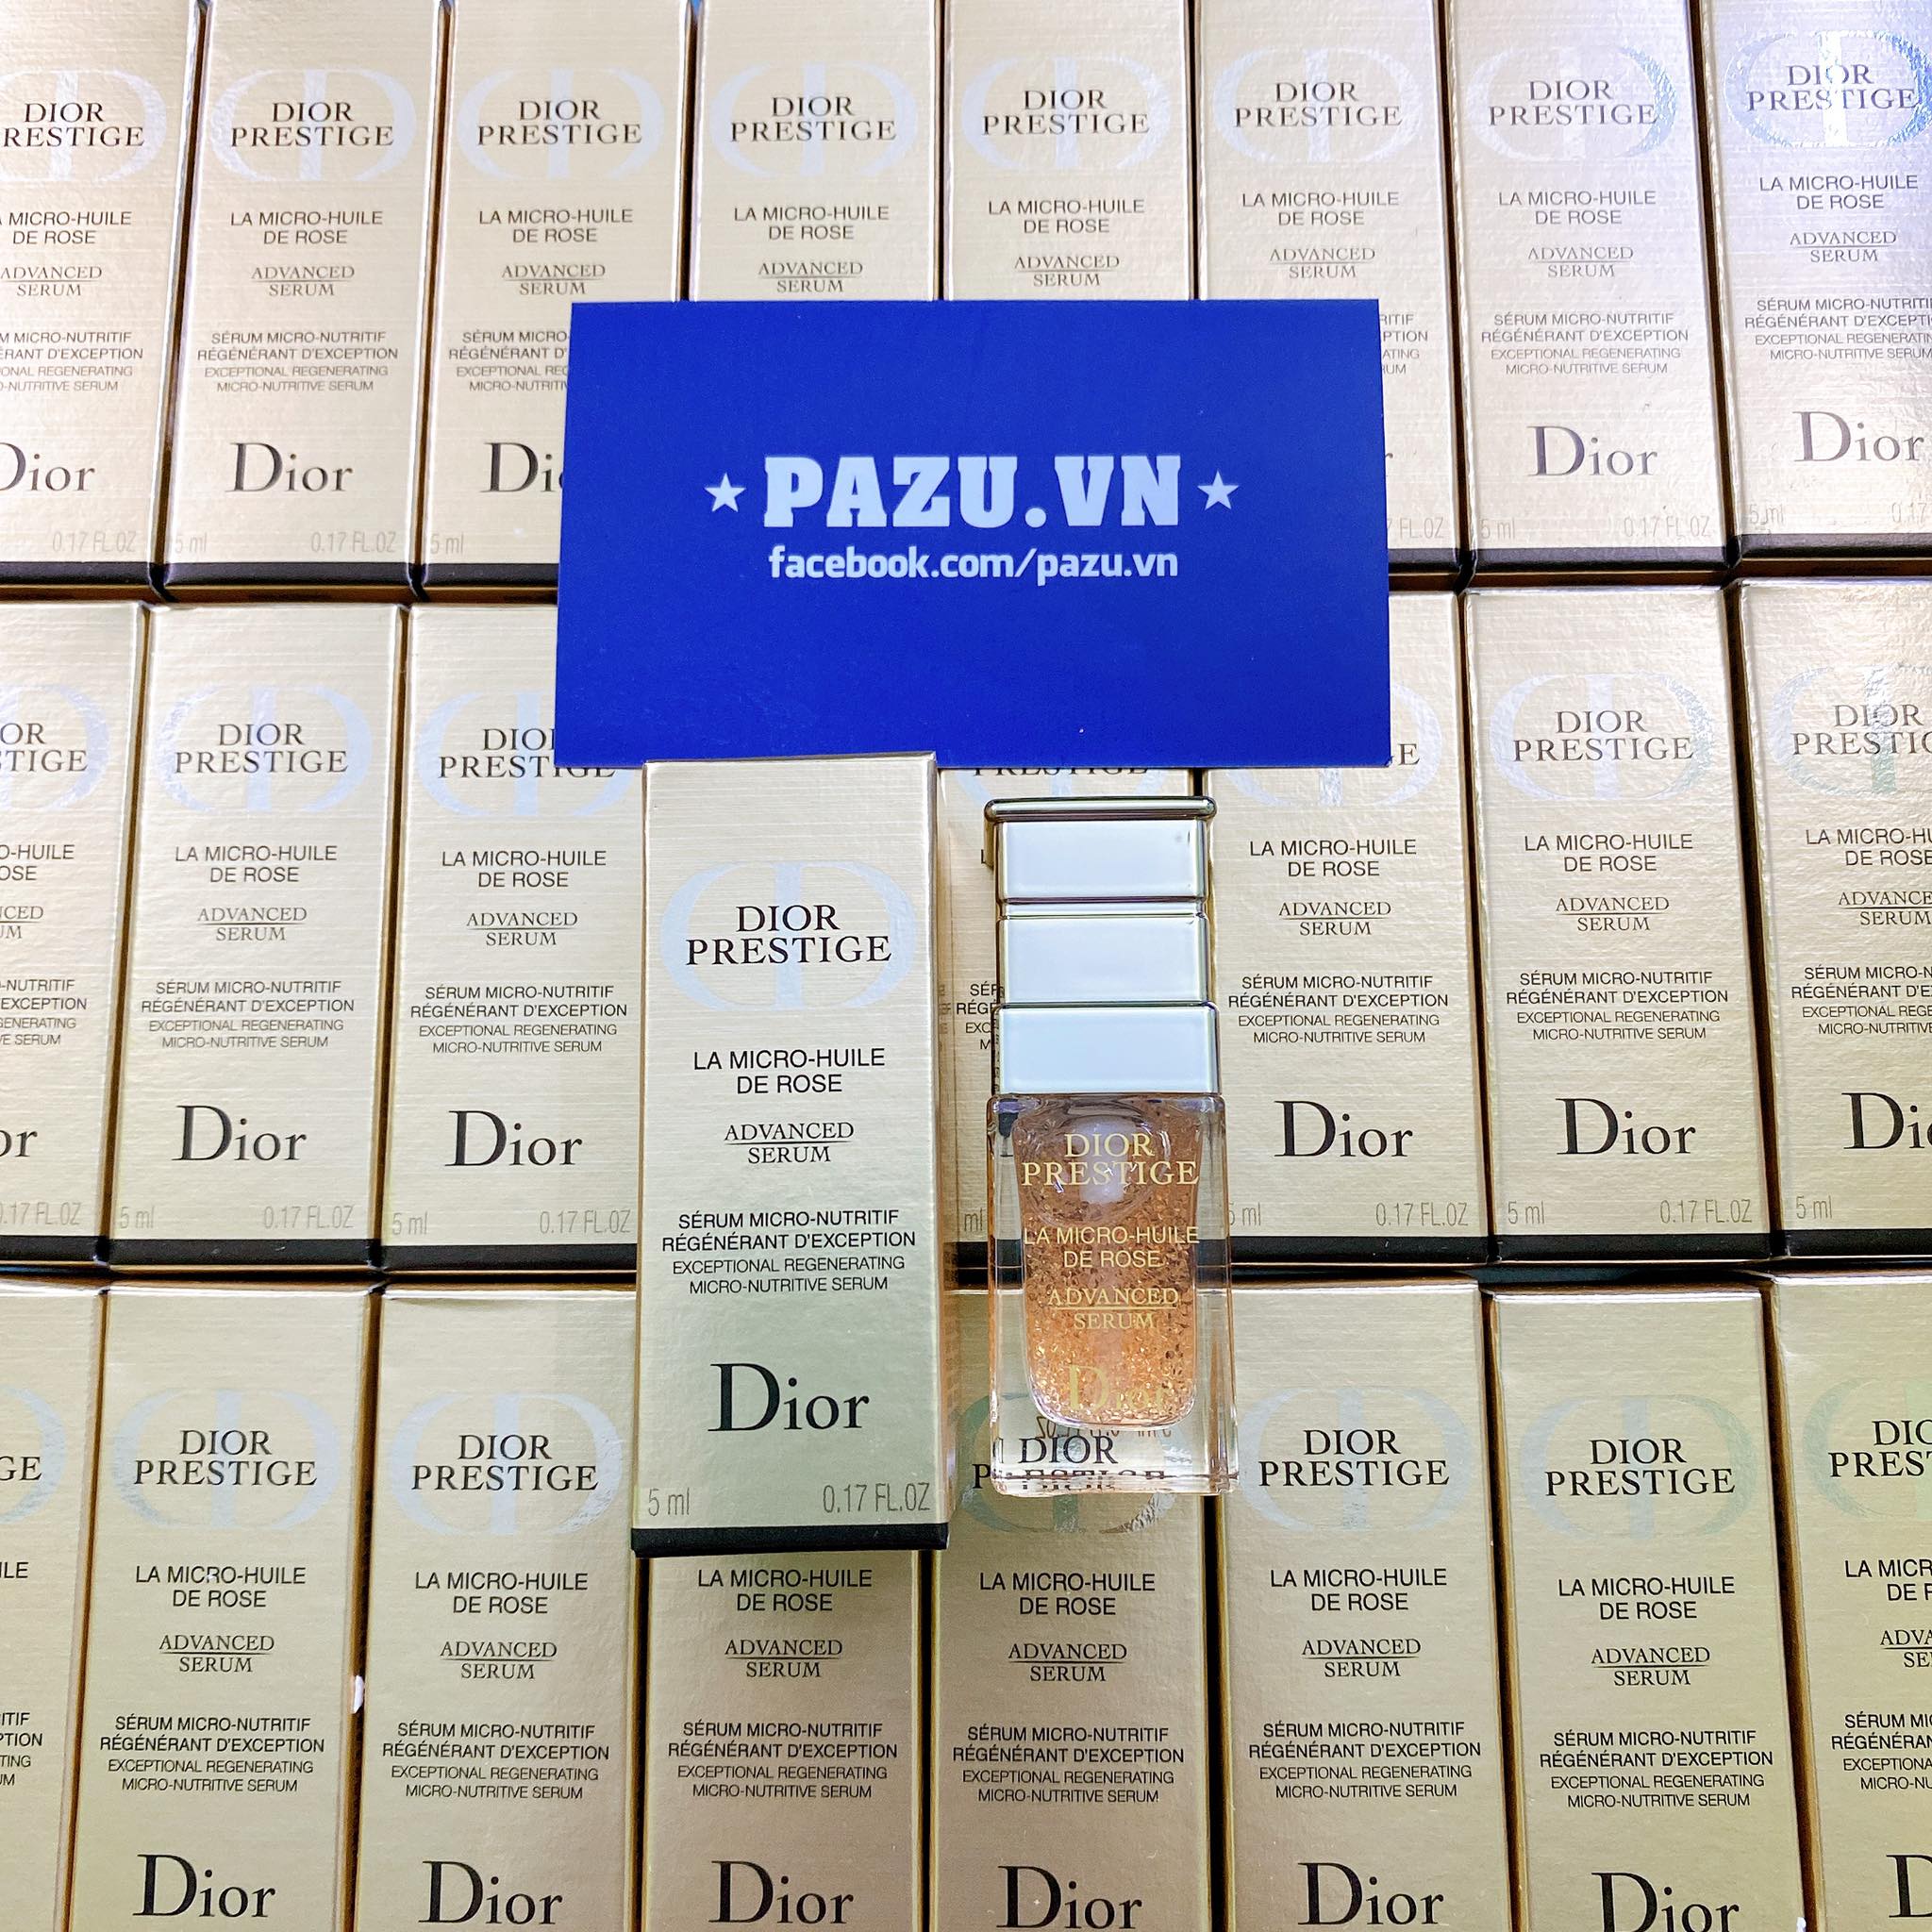 ★ PAZU.VN ★
facebook.com/pazu.vn
DIOR
PRESTIGE
LA MICRO-HUILE
DE ROSE
ADVANCED
SERUM
SÉRUM MICRO-NUTRITIF
RÉGÉNÉRANT D'EXCEPTION
EXCEPTIONAL REGENERATING
MICRO-NUTRITIVE SERUM
Dior
5 ml 0.17 FL.OZ
DIOR
PRESTIGE
LA MICRO-HUILE
DE ROSE
ADVANCED
SERUM
Dior